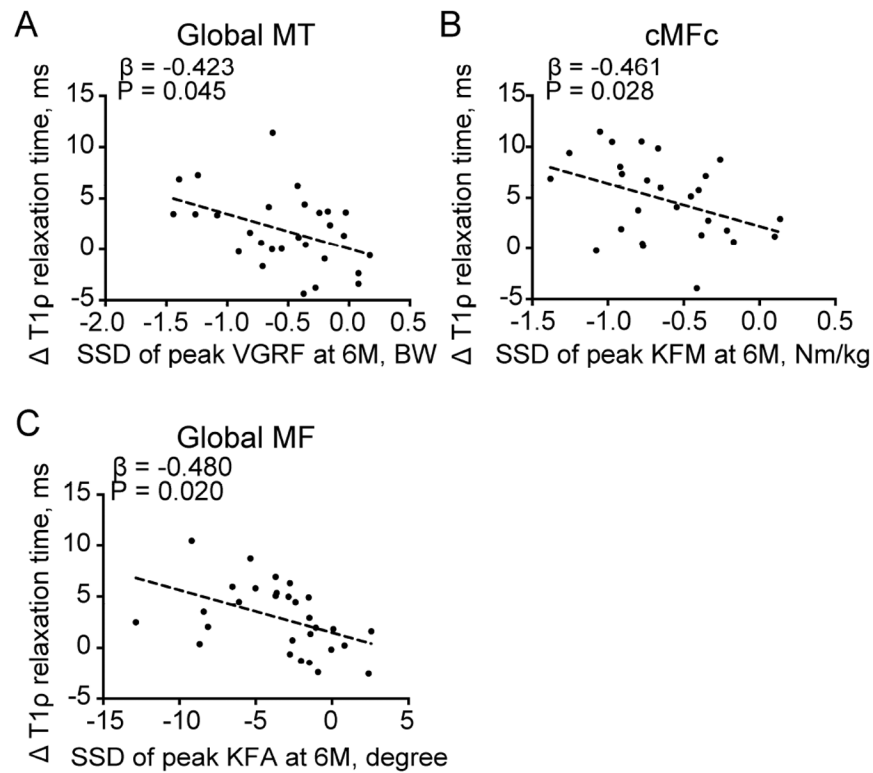 A
Global MT
β = -0.423
P = 0.045
Δ T1ρ relaxation time, ms
15
10
5
0
-5
-2.0 -1.5 -1.0 -0.5 0.0 0.5
SSD of peak VGRF at 6M, BW
B
cMFc
β = -0.461
P = 0.028
Δ T1ρ relaxation time, ms
15
10
5
0
-5
-1.5 -1.0 -0.5 0.0 0.5
SSD of peak KFM at 6M, Nm/kg
C
Global MF
β = -0.480
P = 0.020
Δ T1ρ relaxation time, ms
15
10
5
0
-5
-15 -10 -5 0 5
SSD of peak KFA at 6M, degree